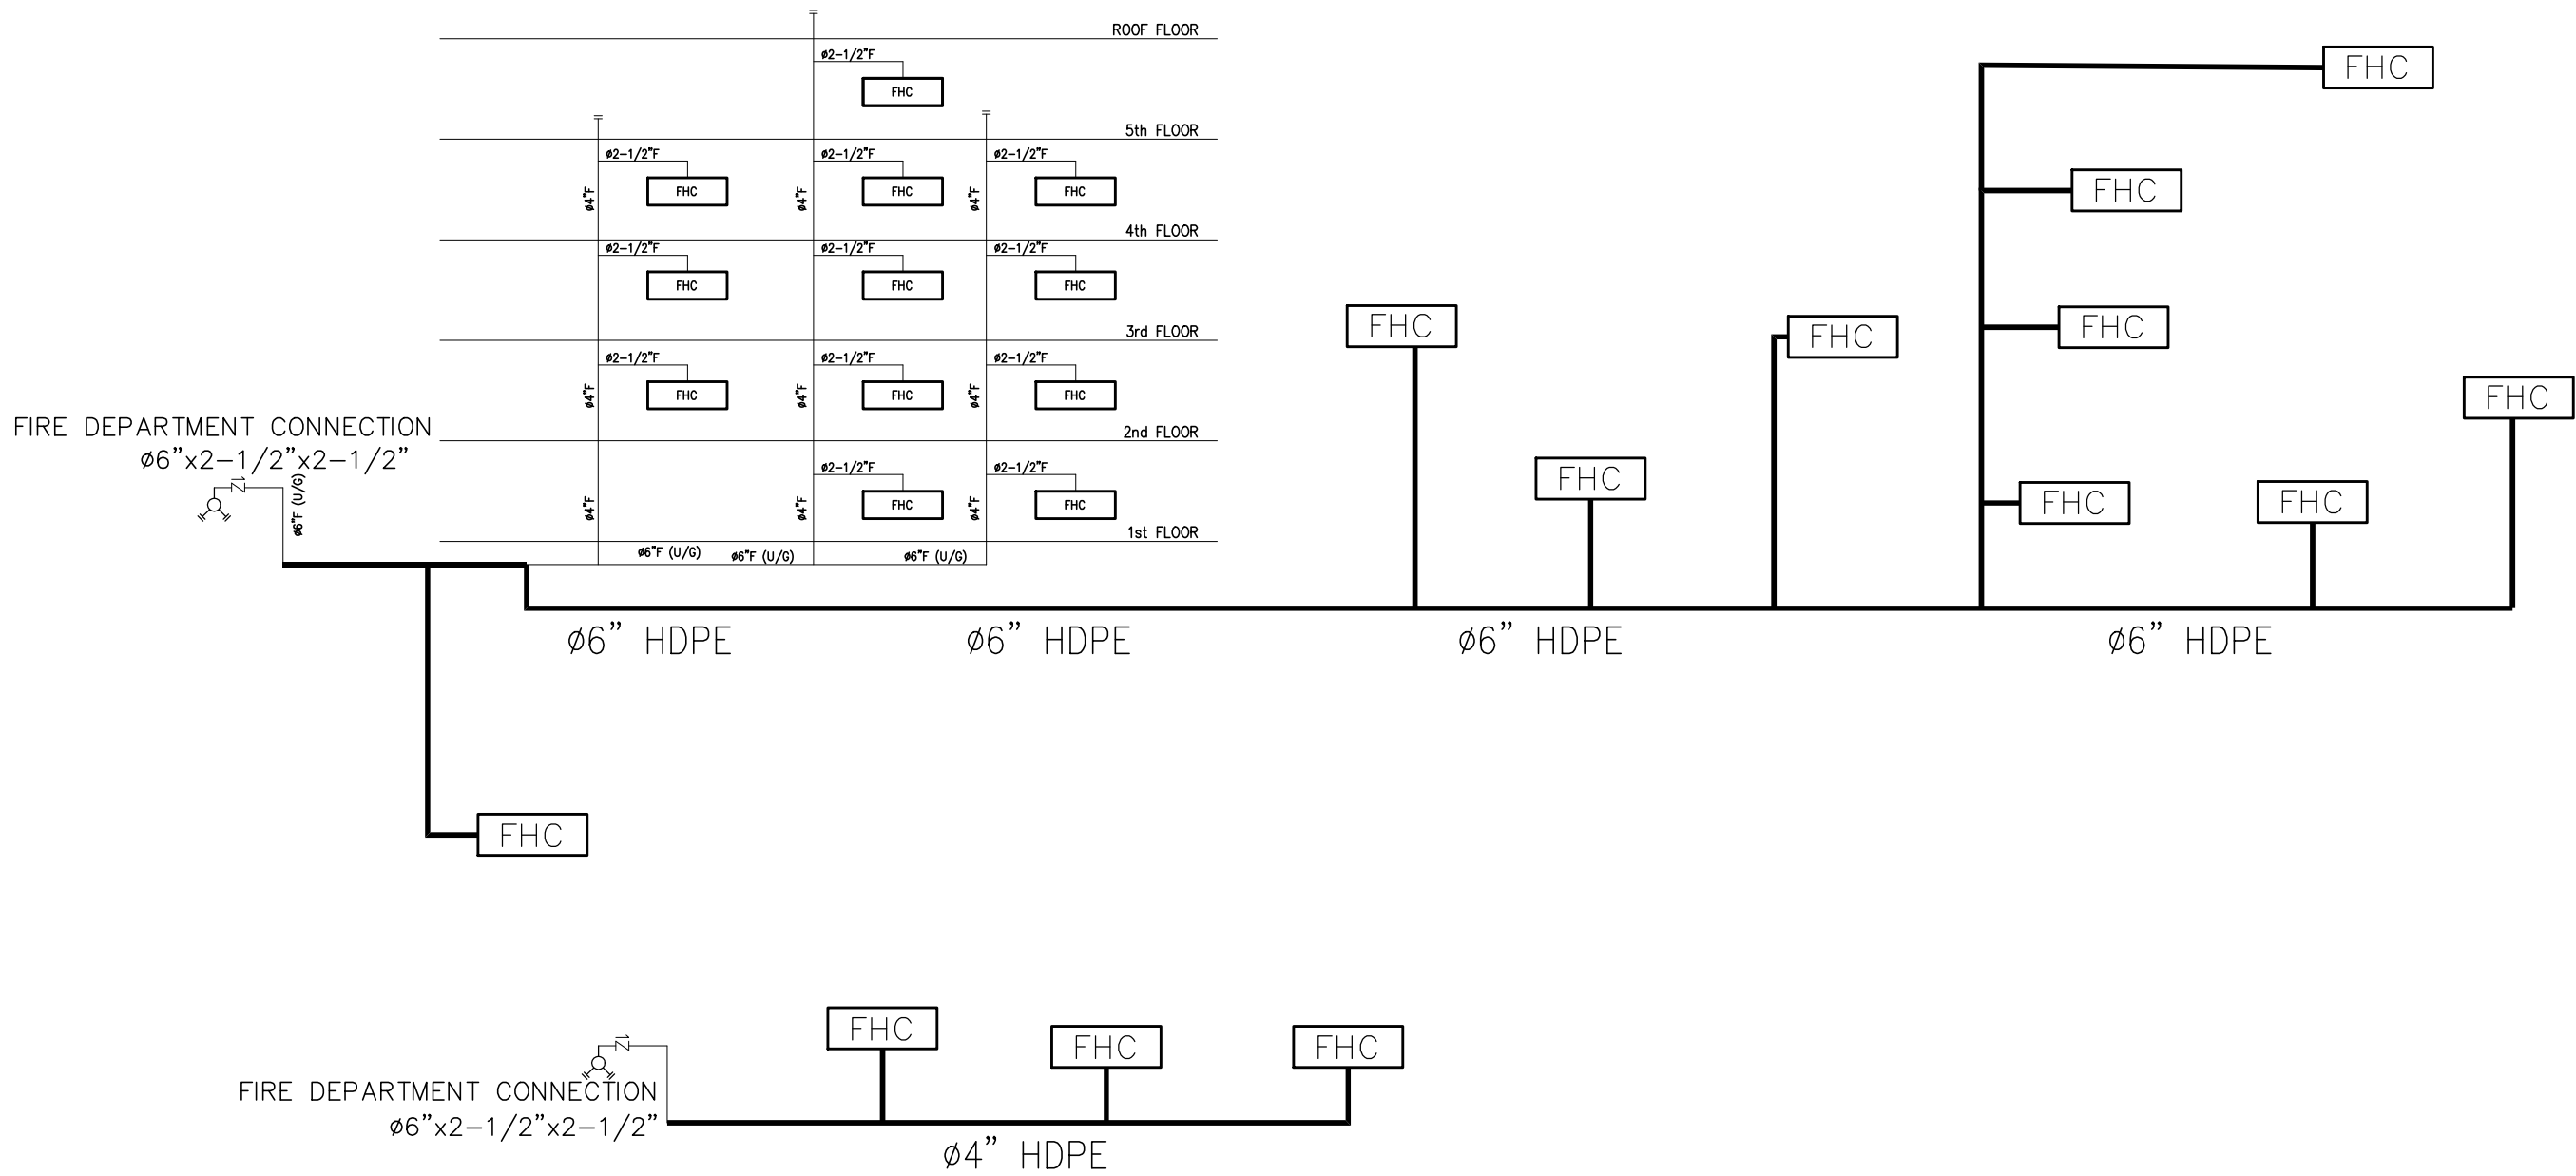 ROOF FLOOR
ø2-1/2"F
FHC
FHC
5th FLOOR
ø2-1/2"F
ø2-1/2"F
ø2-1/2"F
ø4"F
FHC
ø4"F
FHC
ø4"F
FHC
FHC
4th FLOOR
ø2-1/2"F
ø2-1/2"F
ø2-1/2"F
FHC
FHC
FHC
3rd FLOOR
FHC
FHC
FHC
ø2-1/2"F
ø2-1/2"F
ø2-1/2"F
ø4"F
FHC
ø4"F
FHC
ø4"F
FHC
FHC
2nd FLOOR
FIRE DEPARTMENT CONNECTION
ø6"x2-1/2"x2-1/2"
ø6"F (U/G)
ø2-1/2"F
ø2-1/2"F
ø4"F
ø4"F
FHC
ø4"F
FHC
FHC
FHC
FHC
1st FLOOR
ø6"F (U/G)
ø6"F (U/G)
ø6"F (U/G)
ø6" HDPE
ø6" HDPE
ø6" HDPE
ø6" HDPE
FHC
FHC
FHC
FHC
FIRE DEPARTMENT CONNECTION
ø6"x2-1/2"x2-1/2"
ø4" HDPE